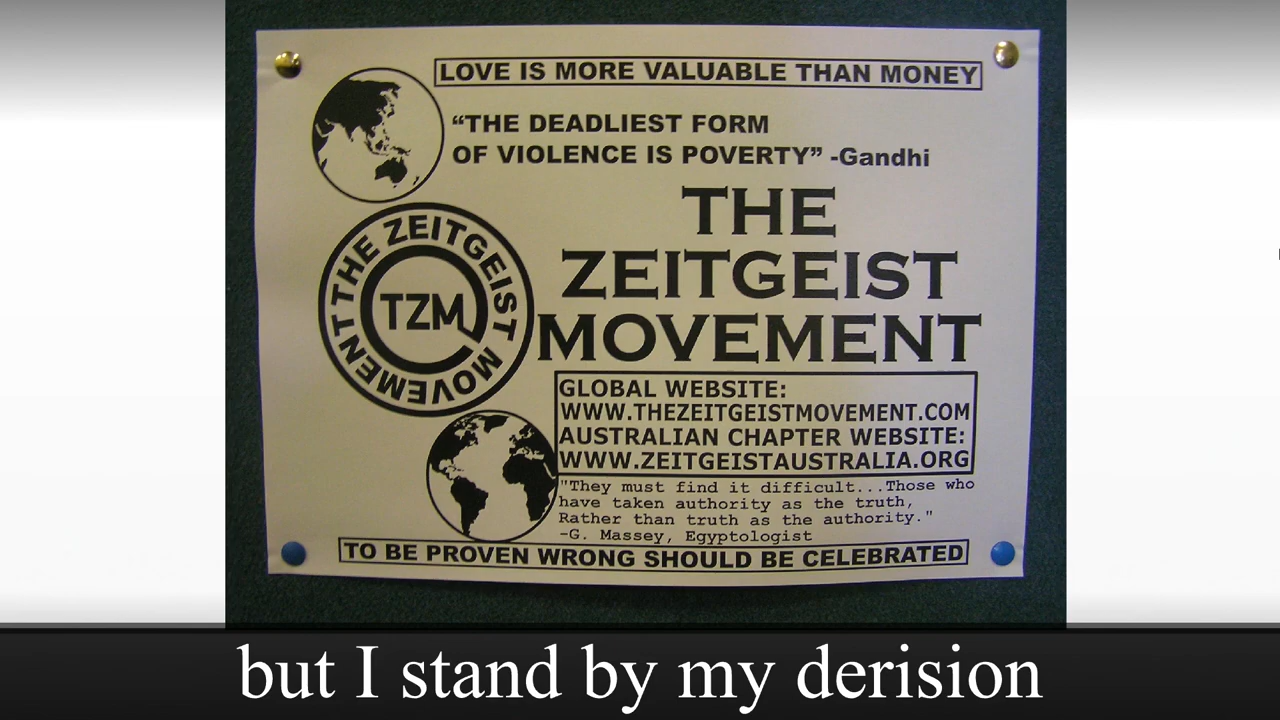 LOVE IS MORE VALUABLE THAN MONEY
“THE DEADLIEST FORM
OF VIOLENCE IS POVERTY” -Gandhi
THE
ZEITGEIST
MOVEMENT
THE ZEITGEIST MOVEMENT
TZM
GLOBAL WEBSITE:
WWW.THEZEITGEISTMOVEMENT.COM
AUSTRALIAN CHAPTER WEBSITE:
WWW.ZEITGEISTAUSTRALIA.ORG
"They must find it difficult...Those who
have taken authority as the truth,
Rather than truth as the authority."
-G. Massey, Egyptologist
TO BE PROVEN WRONG SHOULD BE CELEBRATED
but I stand by my derision